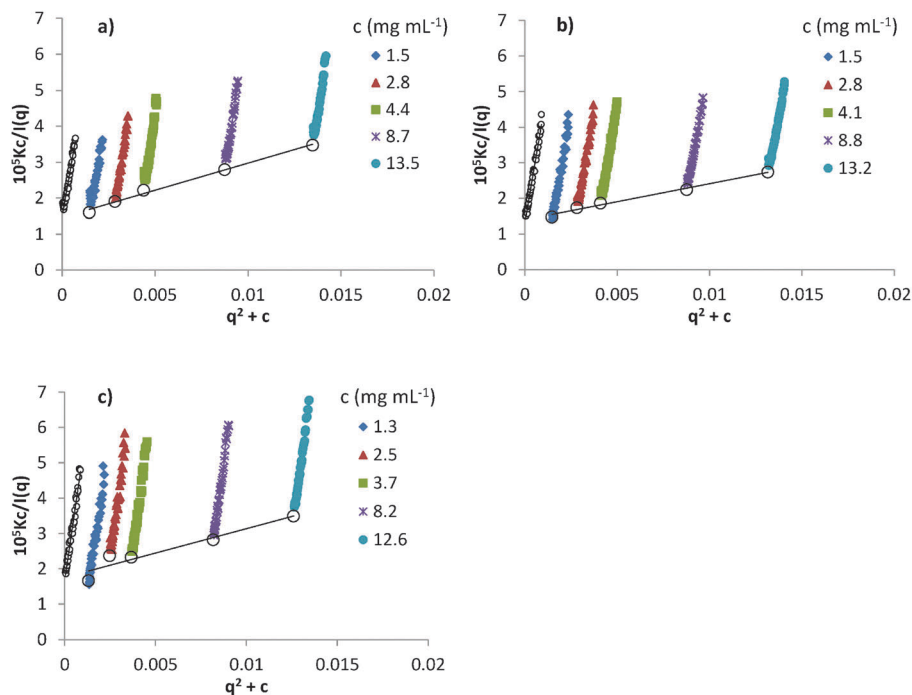 a)
c (mg mL⁻¹)
1.5
2.8
4.4
8.7
13.5
7
6
5
4
3
2
1
0
10⁵Kc/I(q)
0 0.005 0.01 0.015 0.02
q² + c
b)
c (mg mL⁻¹)
1.5
2.8
4.1
8.8
13.2
7
6
5
4
3
2
1
0
10⁵Kc/I(q)
0 0.005 0.01 0.015 0.02
q² + c
c)
c (mg mL⁻¹)
1.3
2.5
3.7
8.2
12.6
7
6
5
4
3
2
1
0
10⁵Kc/I(q)
0 0.005 0.01 0.015 0.02
q² + c